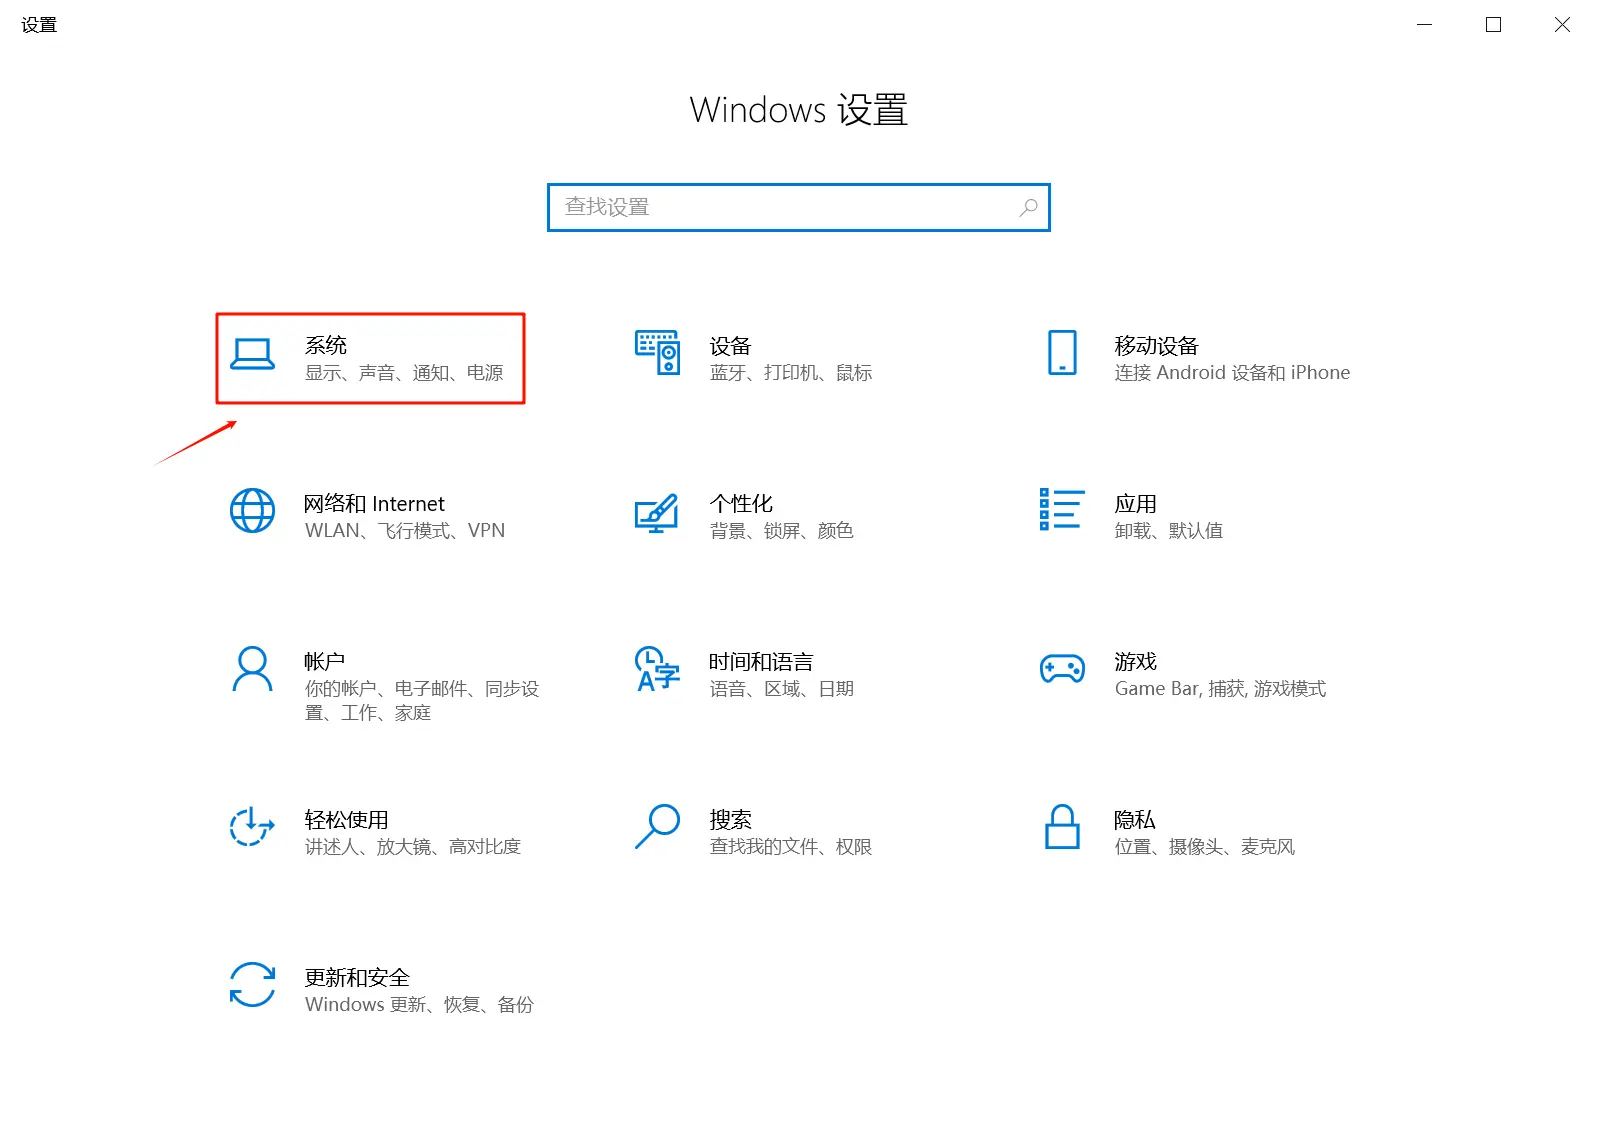 设置
Windows 设置
查找设置
系统
显示、声音、通知、电源
设备
蓝牙、打印机、鼠标
移动设备
连接 Android 设备和 iPhone
网络和 Internet
WLAN、飞行模式、VPN
个性化
背景、锁屏、颜色
应用
卸载、默认值
帐户
你的帐户、电子邮件、同步设
置、工作、家庭
时间和语言
语音、区域、日期
游戏
Game Bar, 捕获, 游戏模式
轻松使用
讲述人、放大镜、高对比度
搜索
查找我的文件、权限
隐私
位置、摄像头、麦克风
更新和安全
Windows 更新、恢复、备份